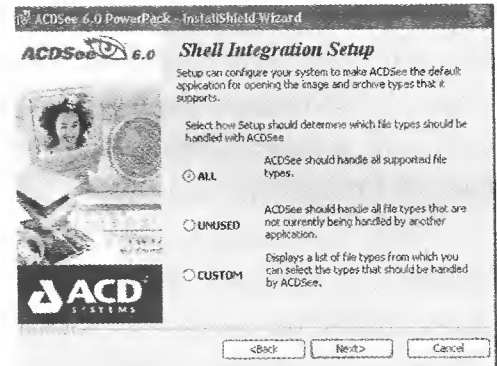 ACDSee 6.0 PowerPack - InstallShield Wizard
ACDSee 6.0
Shell Integration Setup
Setup can configure your system to make ACDSee the default
application for opening the image and archive types that it
supports.
Select how Setup should determine which file types should be
handled with ACDSee
ALL
ACDSee should handle all supported file
types.
UNUSED
ACDSee should handle all file types that are
not currently being handled by another
application.
CUSTOM
Displays a list of file types from which you
can select the types that should be handled
by ACDSee.
ACD
SYSTEMS
<Back
Next>
Cancel